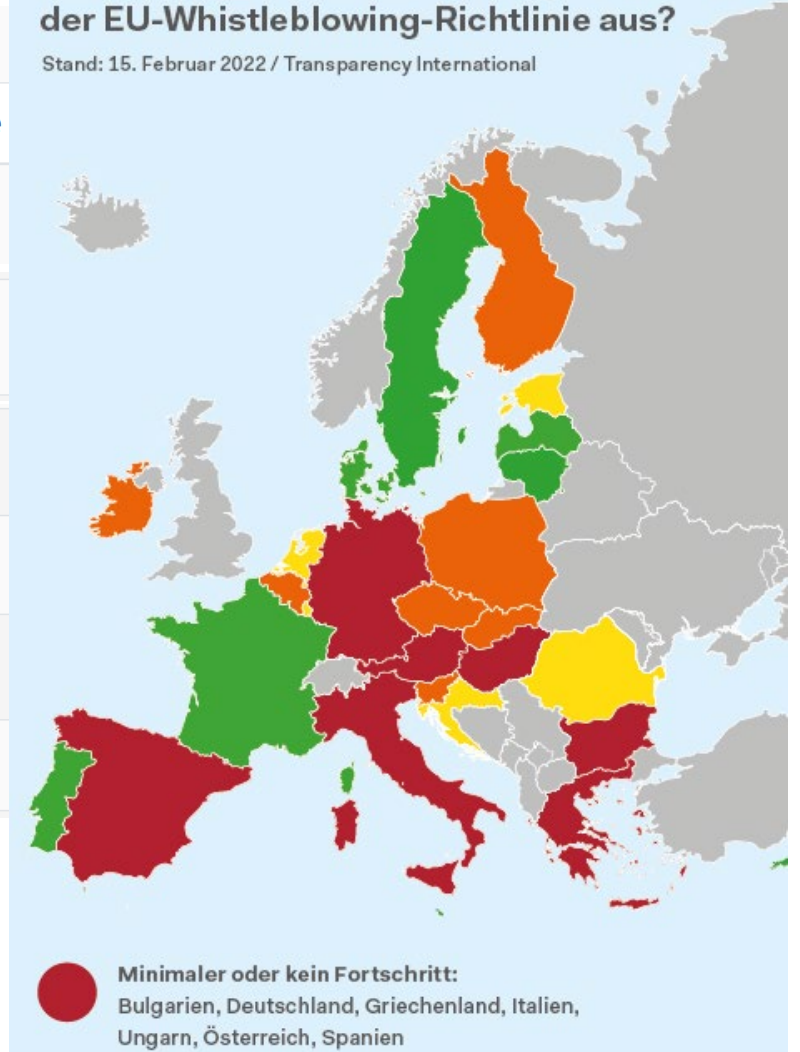 der EU-Whistleblowing-Richtlinie aus?
Stand: 15. Februar 2022 / Transparency International
Minimaler oder kein Fortschritt:
Bulgarien, Deutschland, Griechenland, Italien,
Ungarn, Österreich, Spanien